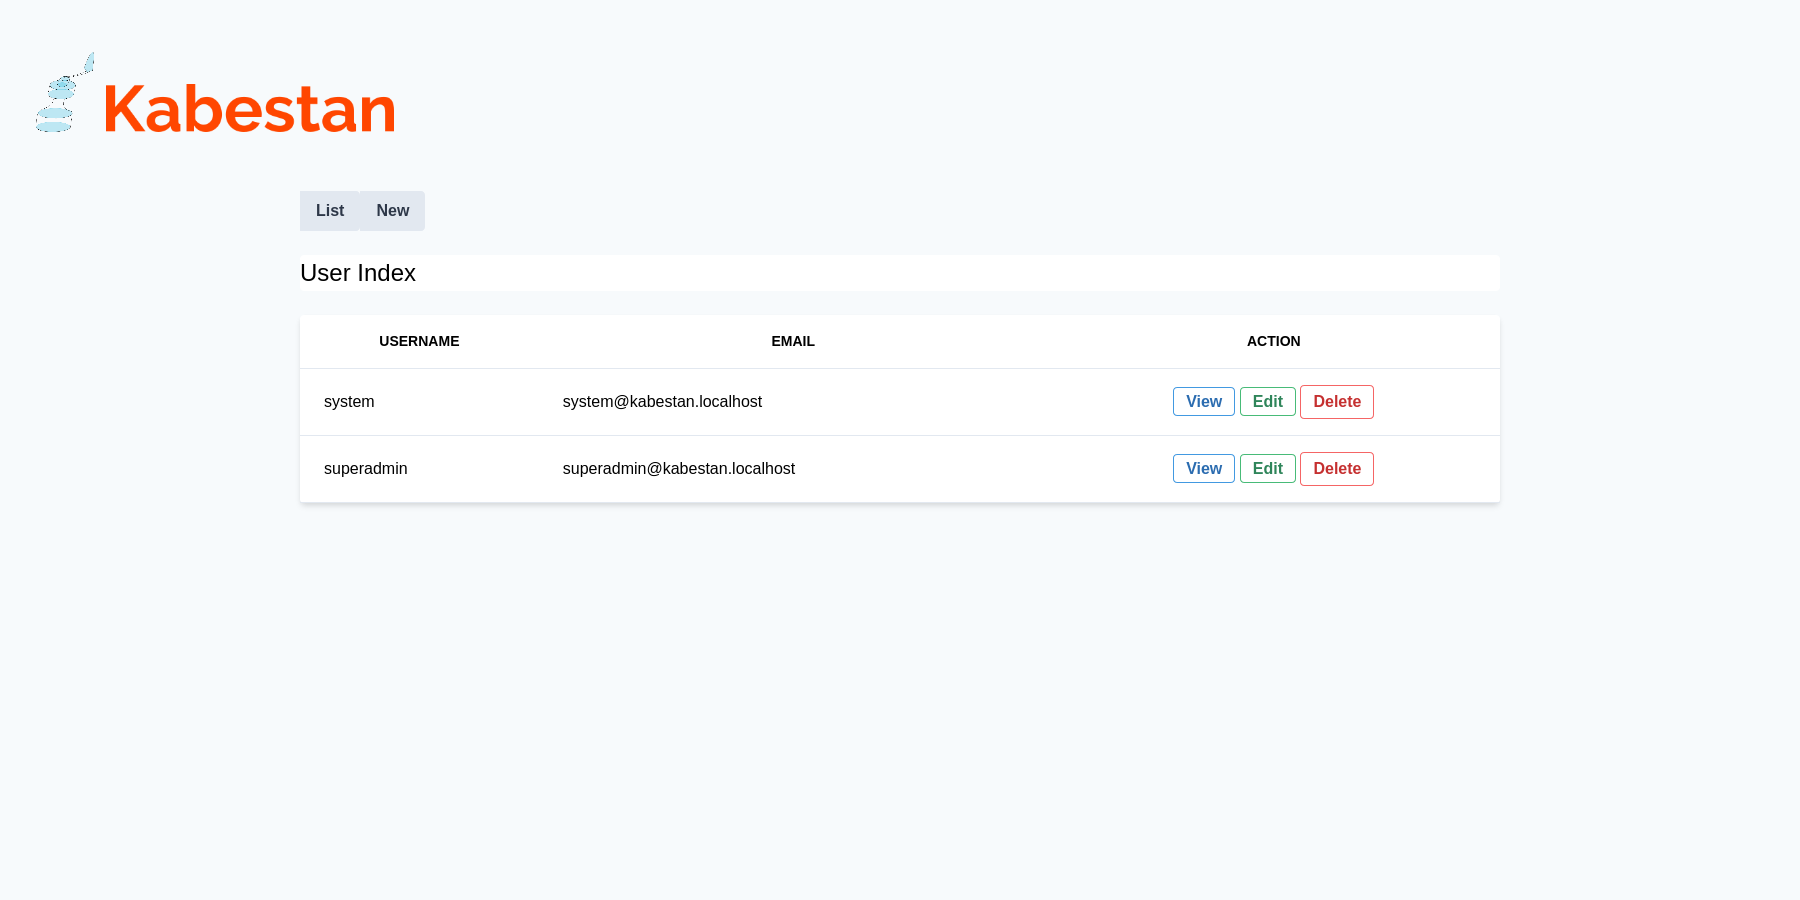 Kabestan
List New
User Index
USERNAME EMAIL ACTION
system system@kabestan.localhost View Edit Delete
superadmin superadmin@kabestan.localhost View Edit Delete